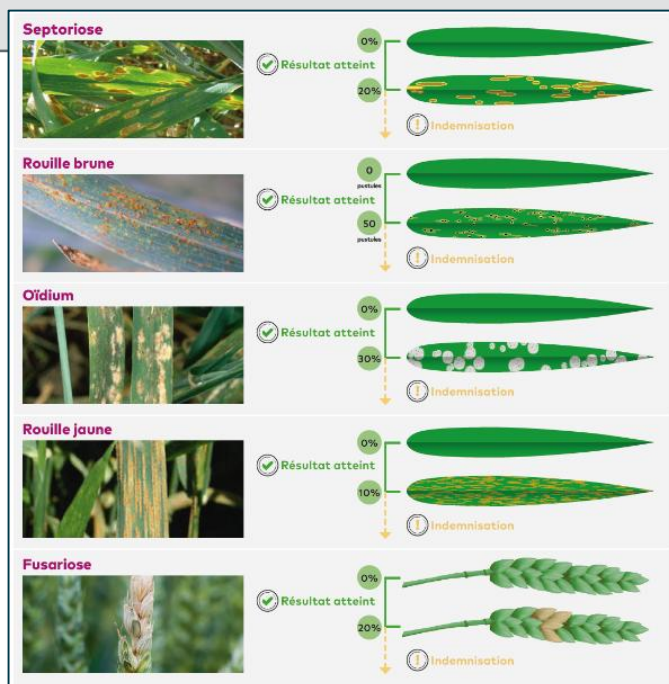 Septoriose
0%
Résultat atteint
20%
Indemnisation
Rouille brune
0
pustules
Résultat atteint
50
pustules
Indemnisation
Oïdium
0%
Résultat atteint
30%
Indemnisation
Rouille jaune
0%
Résultat atteint
10%
Indemnisation
Fusariose
0%
Résultat atteint
20%
Indemnisation